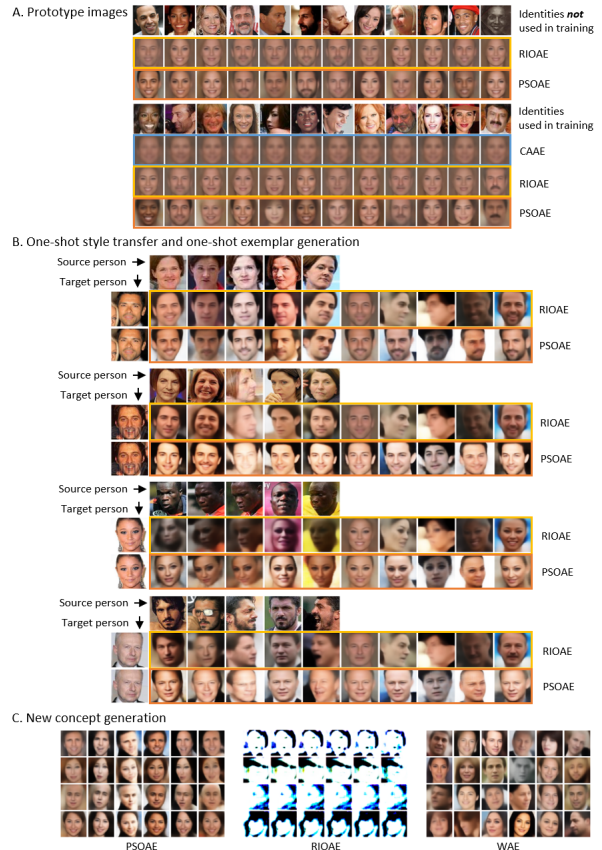 A. Prototype images
Identities not
used in training
RIOAE
PSOAE
Identities
used in training
CAAE
RIOAE
PSOAE
B. One-shot style transfer and one-shot exemplar generation
Source person
Target person
RIOAE
PSOAE
Source person
Target person
RIOAE
PSOAE
Source person
Target person
RIOAE
PSOAE
Source person
Target person
RIOAE
PSOAE
C. New concept generation
PSOAE
RIOAE
WAE